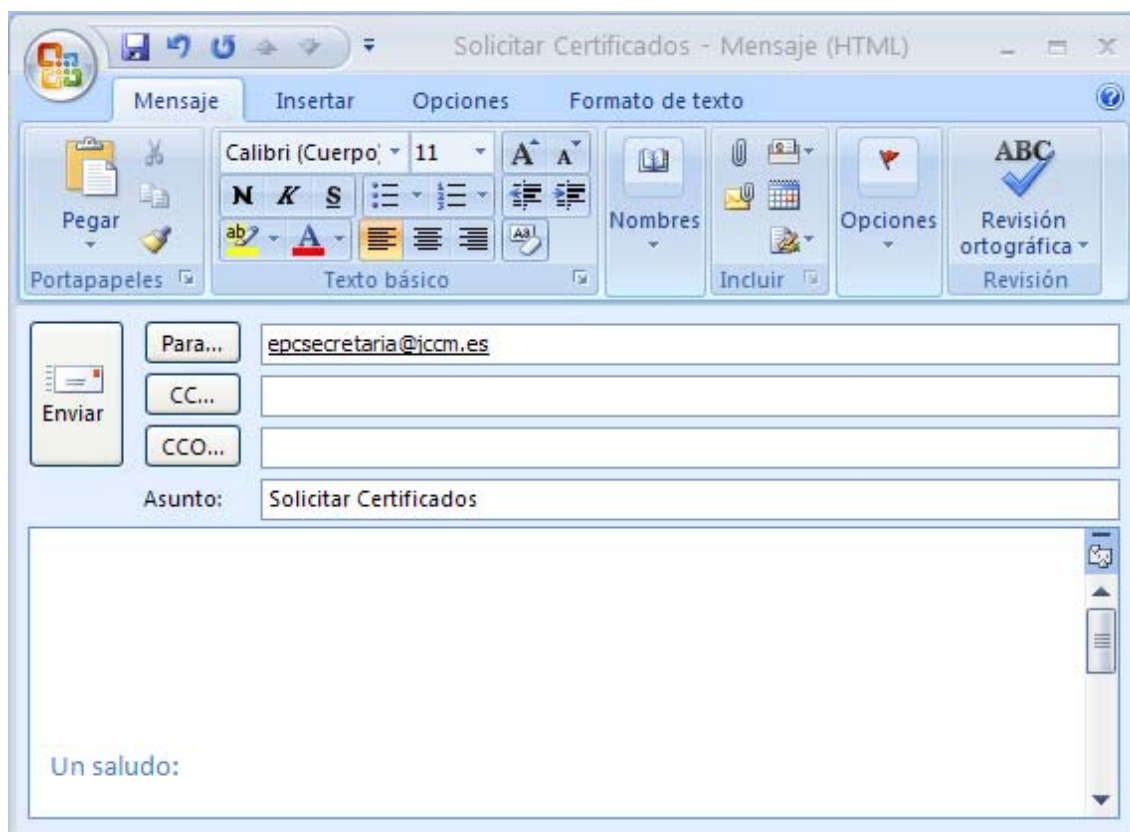 Solicitar Certificados - Mensaje (HTML)
Mensaje Insertar Opciones Formato de texto
Pegar
Portapapeles
Calibri (Cuerpo) 11
N K S
Texto básico
Nombres
Incluir
Opciones
ABC
Revisión
ortográfica
Revisión
Enviar
Para... epcsecretaria@jccm.es
CC...
CCO...
Asunto: Solicitar Certificados
Un saludo: